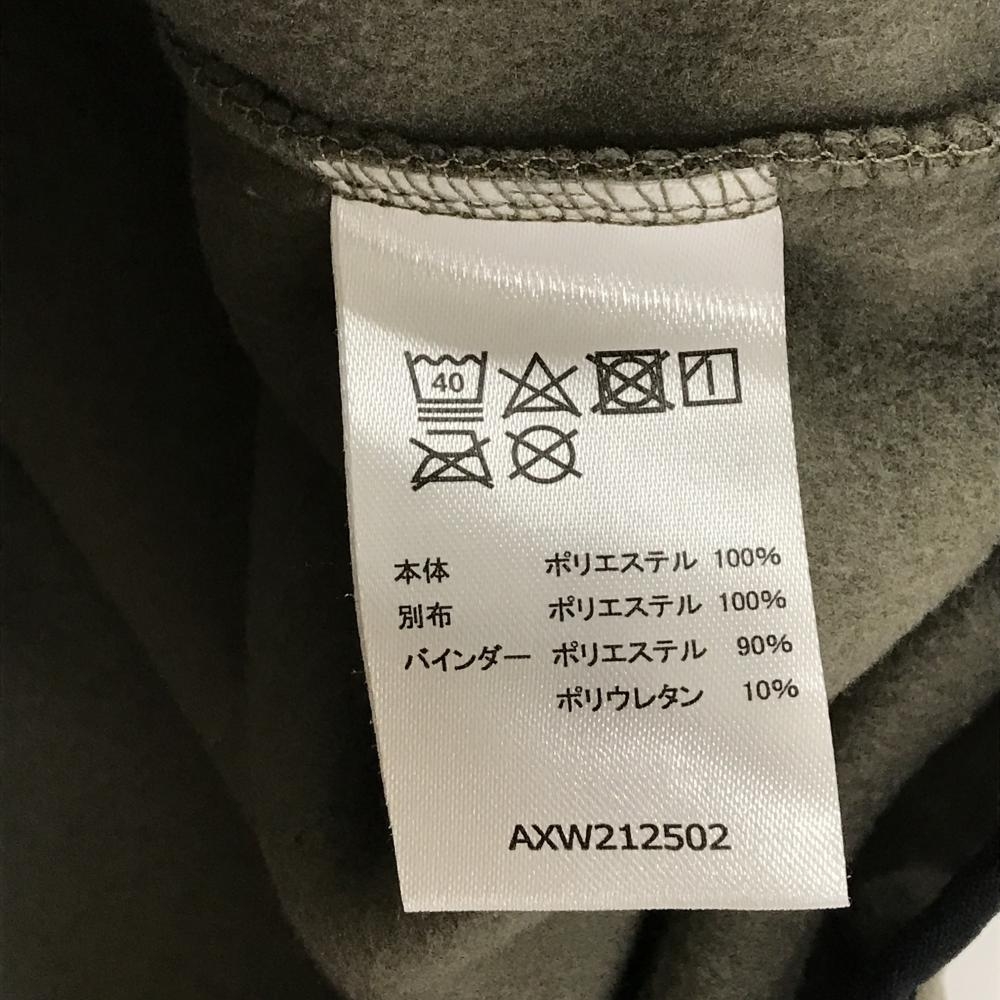 40
本体 ポリエステル 100%
別布 ポリエステル 100%
バインダー ポリエステル 90%
ポリウレタン 10%
AXW212502